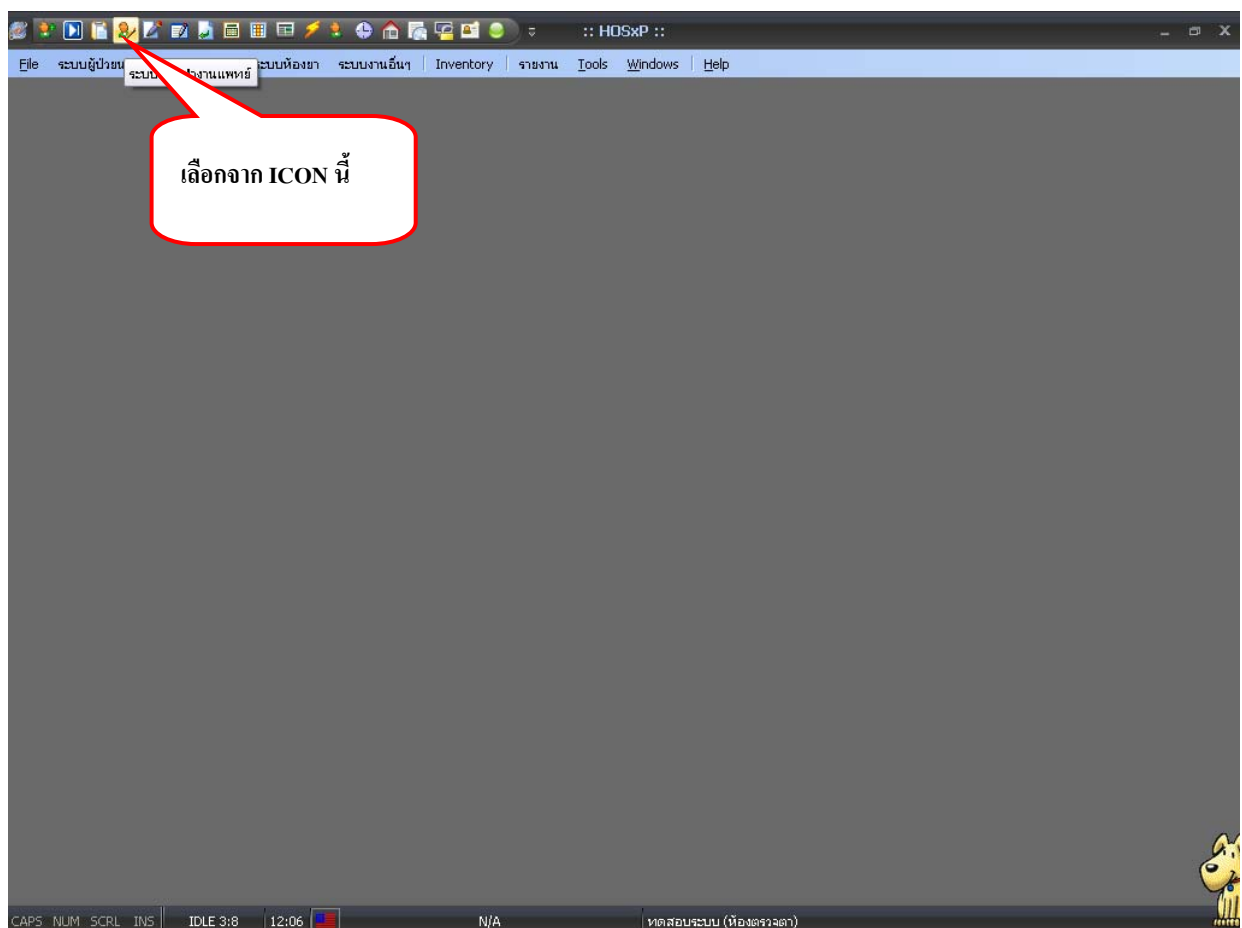 :: HOSxP ::
File ระบบผู้ป่วยน ระบบห้องยา ระบบงานอื่นๆ Inventory รายงาน Tools Windows Help
งานแพทย์
เลือกจาก ICON นี้
CAPS NUM SCRL INS IDLE 3:8 12:06 N/A ทดสอบระบบ (ห้องตรวจตา)